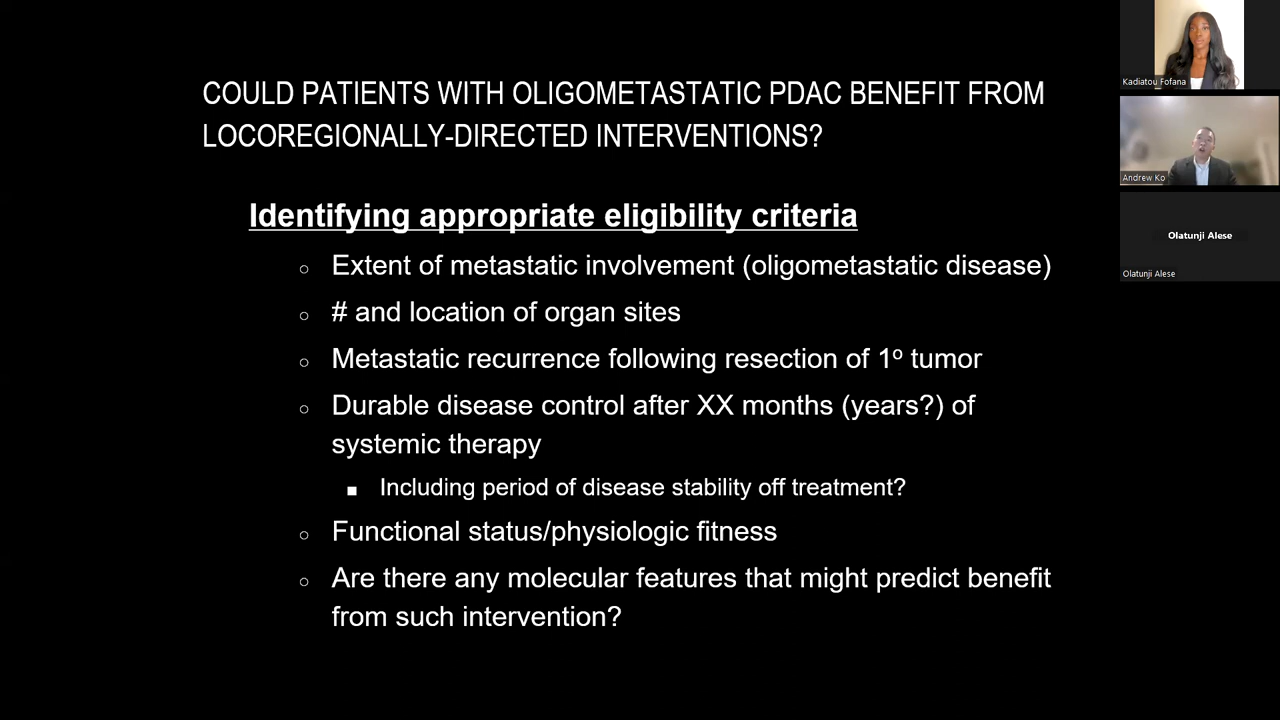 COULD PATIENTS WITH OLIGOMETASTATIC PDAC BENEFIT FROM
LOCOREGIONALLY-DIRECTED INTERVENTIONS?
Identifying appropriate eligibility criteria
Extent of metastatic involvement (oligometastatic disease)
# and location of organ sites
Metastatic recurrence following resection of 1º tumor
Durable disease control after XX months (years?) of
systemic therapy
Including period of disease stability off treatment?
Functional status/physiologic fitness
Are there any molecular features that might predict benefit
from such intervention?
Kadiatou Fofana
Andrew Ko
Olatunji Alese
Olatunji Alese